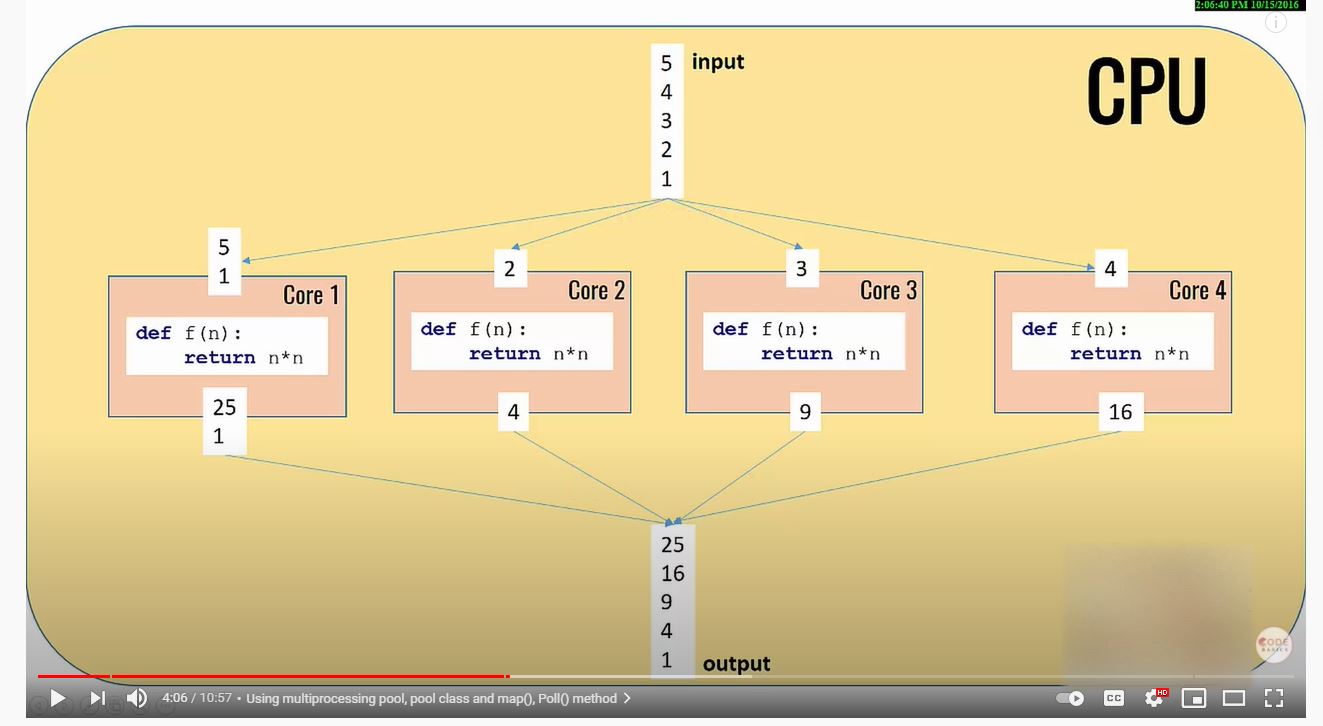 2:06:40 PM 10/15/2016
CPU
input
5
4
3
2
1
5
1
Core 1
def f(n):
return n*n
25
1
2
Core 2
def f(n):
return n*n
4
3
Core 3
def f(n):
return n*n
9
4
Core 4
def f(n):
return n*n
16
25
16
9
4
1
output
CODE
BASICS
4:06 / 10:57 • Using multiprocessing pool, pool class and map(), Poll() method
CC
HD